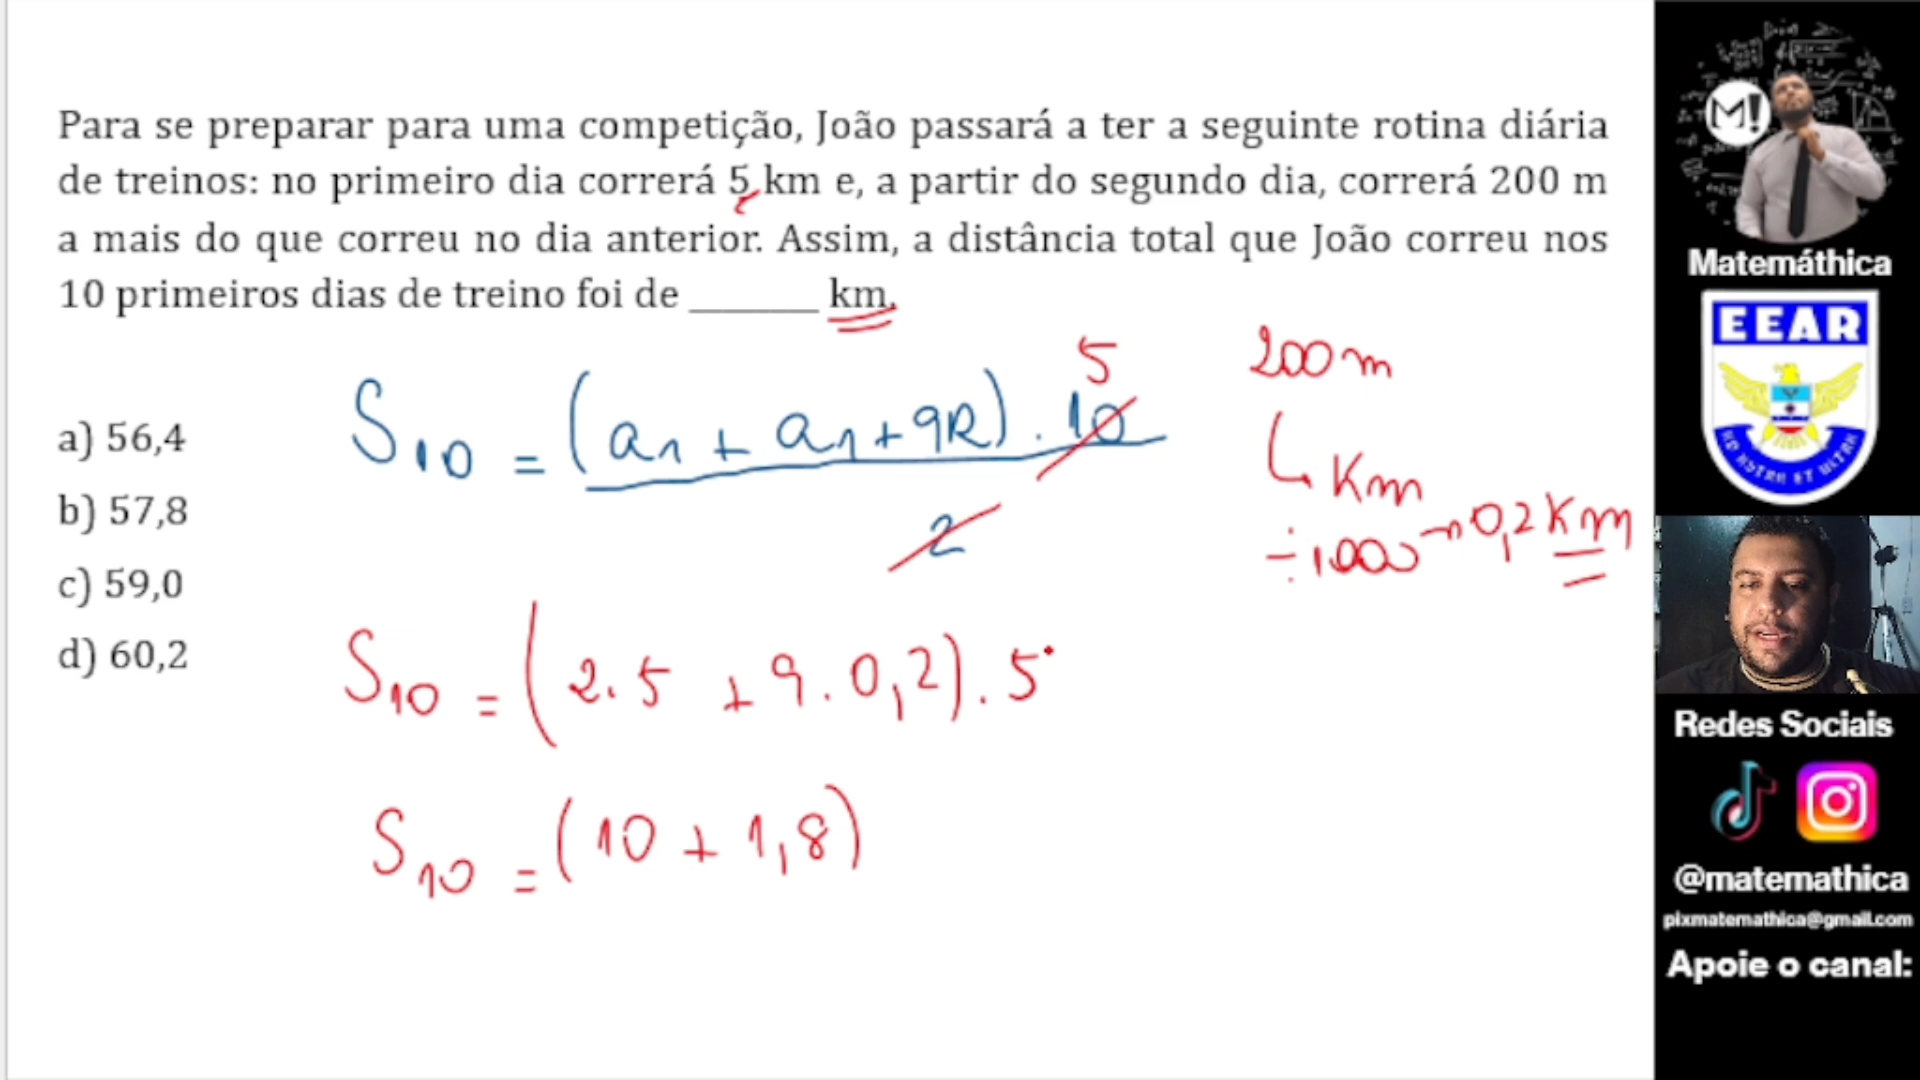 Para se preparar para uma competição, João passará a ter a seguinte rotina diária
de treinos: no primeiro dia correrá 5 km e, a partir do segundo dia, correrá 200 m
a mais do que correu no dia anterior. Assim, a distância total que João correu nos
10 primeiros dias de treino foi de ______ km.
a) 56,4
b) 57,8
c) 59,0
d) 60,2
S10 = (a1 + a1 + 9R) . 10
5
2
200 m
Km
÷1000 → 0,2 Km
S10 = (2.5 + 9.0,2).5
S10 = (10 + 1,8)
M!
Matemáthica
EEAR
Redes Sociais
@matemathica
pixmatemathica@gmail.com
Apoie o canal: